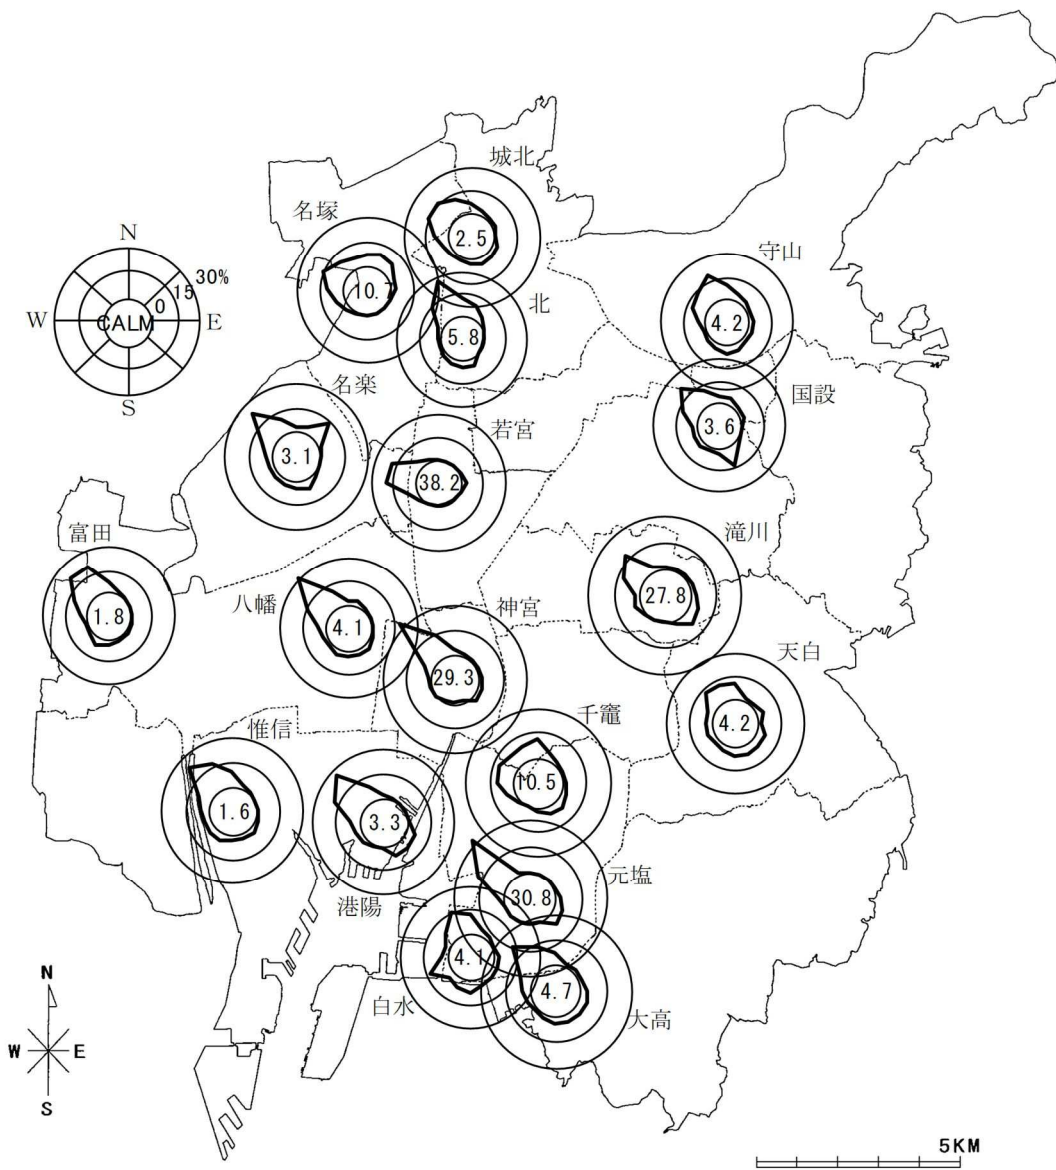 城北
名塚
2.5
守山
N
30%
10.7
北
15
0
4.2
W
CALM
E
5.8
S
名楽
国設
若宮
3.6
3.1
38.2
富田
滝川
八幡
神宮
27.8
1.8
4.1
天白
29.3
千竈
4.2
惟信
10.5
1.6
3.3
元塩
港陽
30.8
4.1
N
4.7
白水
大高
W
E
S
5KM